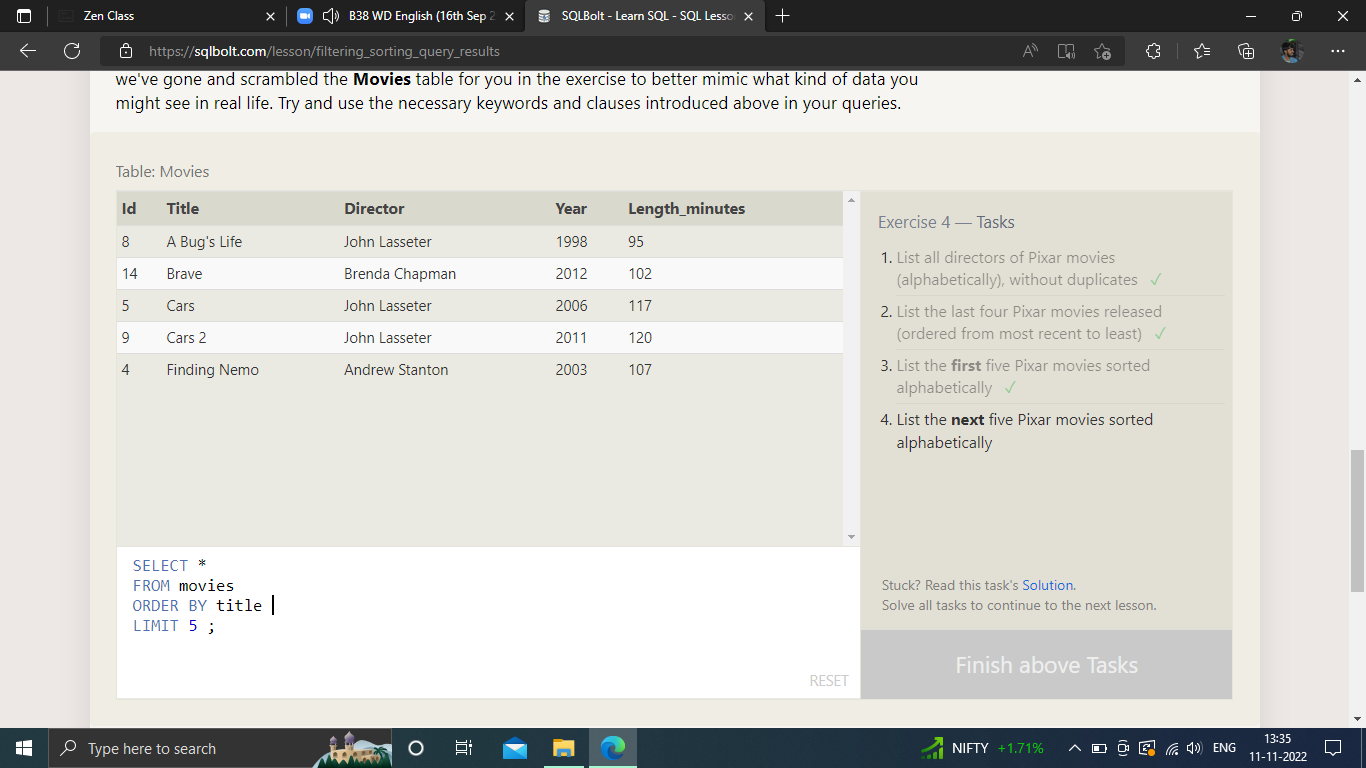 Zen Class
B38 WD English (16th Sep 2
SQLBolt - Learn SQL - SQL Lesso
https://sqlbolt.com/lesson/filtering_sorting_query_results
we've gone and scrambled the Movies table for you in the exercise to better mimic what kind of data you
might see in real life. Try and use the necessary keywords and clauses introduced above in your queries.
Table: Movies
Id Title Director Year Length_minutes
8 A Bug's Life John Lasseter 1998 95
14 Brave Brenda Chapman 2012 102
5 Cars John Lasseter 2006 117
9 Cars 2 John Lasseter 2011 120
4 Finding Nemo Andrew Stanton 2003 107
SELECT *
FROM movies
ORDER BY title
LIMIT 5 ;
RESET
Exercise 4 — Tasks
1. List all directors of Pixar movies
(alphabetically), without duplicates ✓
2. List the last four Pixar movies released
(ordered from most recent to least) ✓
3. List the first five Pixar movies sorted
alphabetically ✓
4. List the next five Pixar movies sorted
alphabetically
Stuck? Read this task's Solution.
Solve all tasks to continue to the next lesson.
Finish above Tasks
Type here to search
NIFTY +1.71%
ENG
13:35
11-11-2022